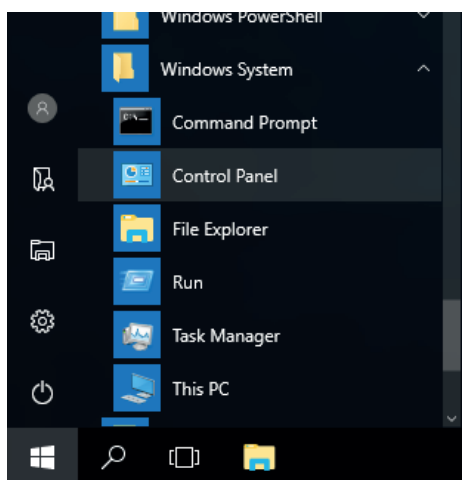 Windows PowerShell
Windows System
Command Prompt
Control Panel
File Explorer
Run
Task Manager
This PC